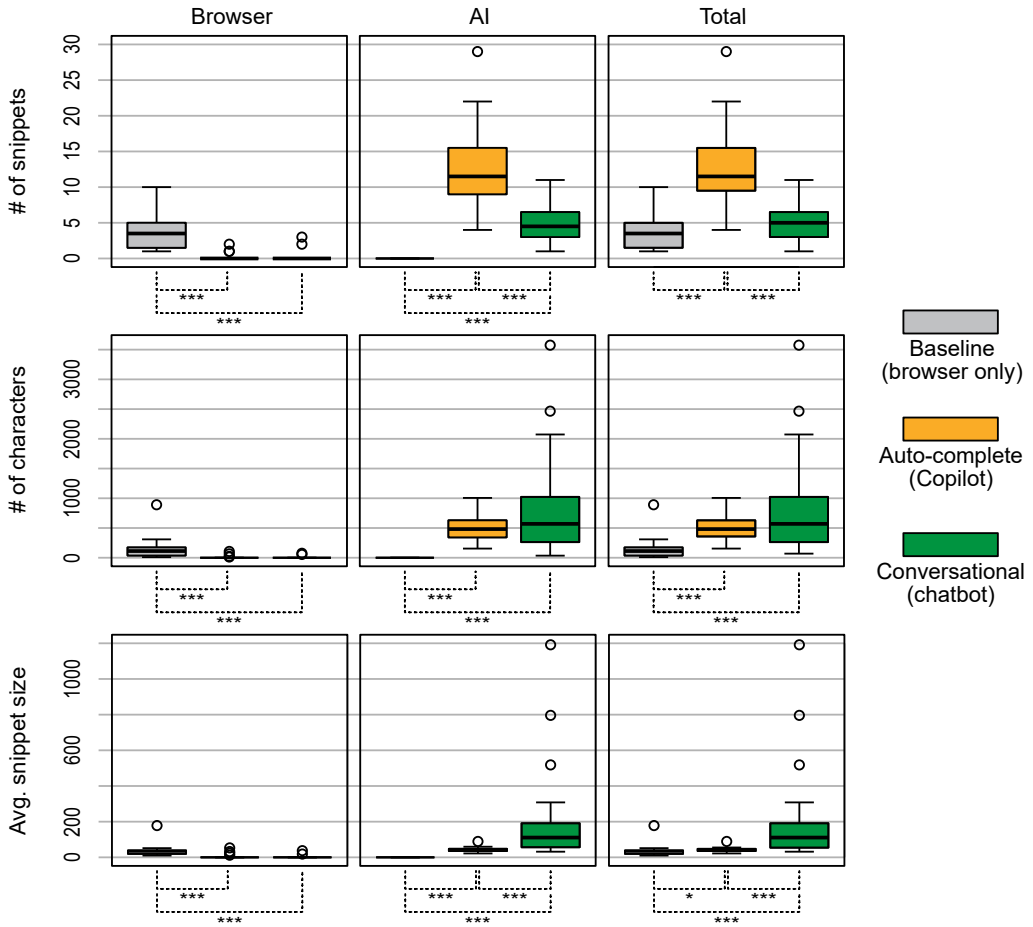 Browser AI Total
# of snippets
30
25
20
15
10
5
0
*** *** *** *** ***
*** ***
# of characters
3000
2000
1000
0
*** *** ***
*** *** ***
Avg. snippet size
1000
600
200
0
*** *** *** * ***
*** *** ***
Baseline
(browser only)
Auto-complete
(Copilot)
Conversational
(chatbot)